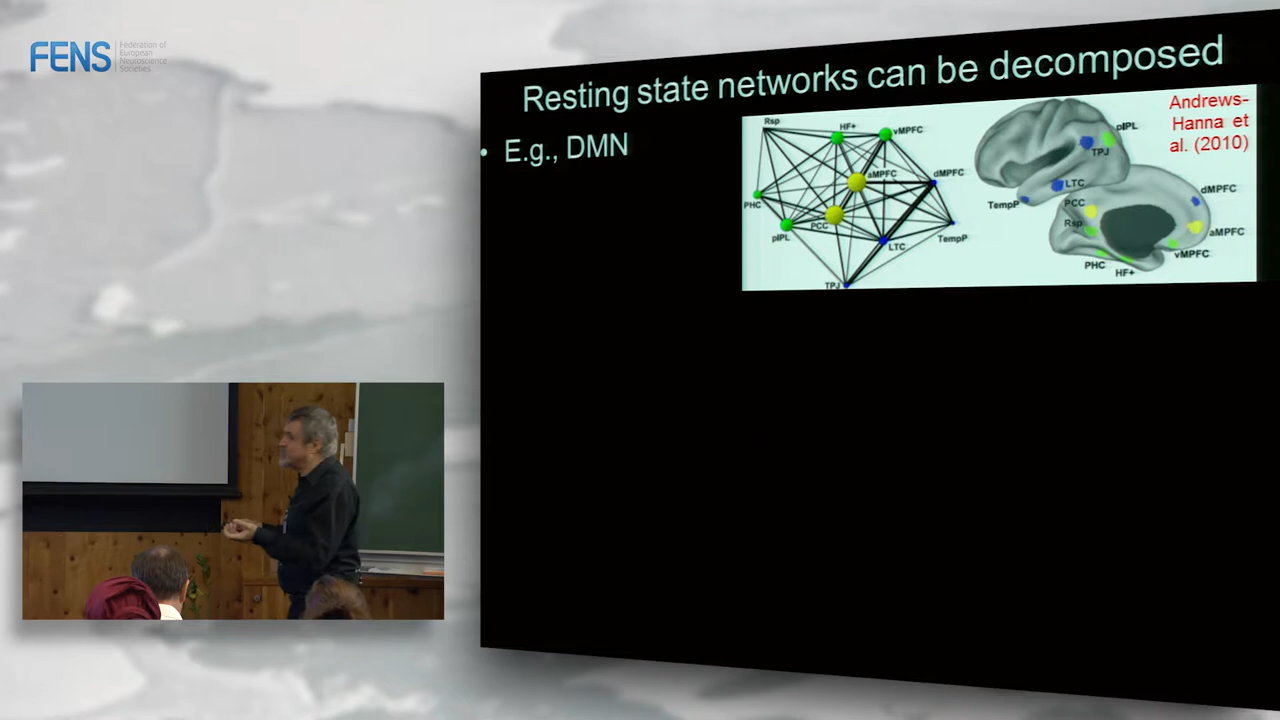 FENS
Federation of
European
Neuroscience
Societies
Resting state networks can be decomposed
• E.g., DMN
Andrews-
Hanna et
al. (2010)
Rsp
HF+
vMPFC
aMPFC
dMPFC
PHC
pIPL
PCC
LTC
TempP
TPJ
pIPL
TPJ
LTC
TempP
PCC
Rsp
dMPFC
aMPFC
vMPFC
PHC
HF+